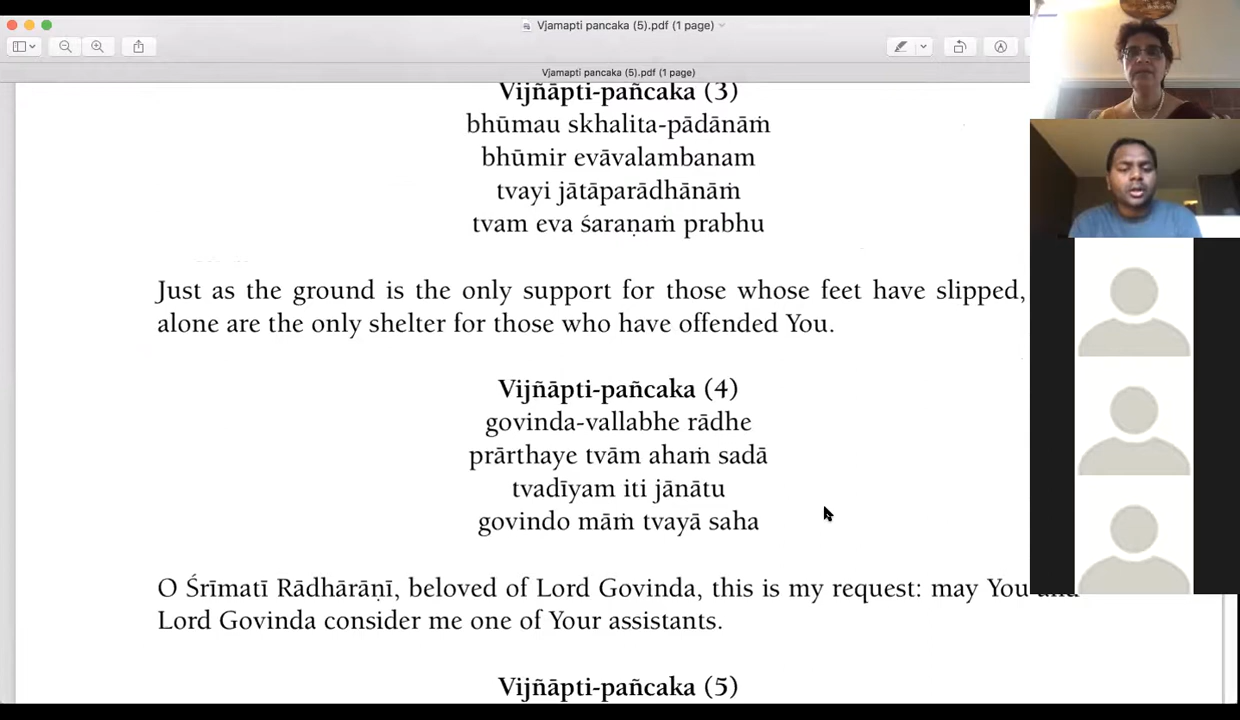 Vjamapti pancaka (5).pdf (1 page)
Vjamapti pancaka (5).pdf (1 page)
Vijñāpti-pañcaka (3)
bhūmau skhalita-pādānāṁ
bhūmir evāvalambanam
tvayi jātāparādhānāṁ
tvam eva śaraṇaṁ prabhu
Just as the ground is the only support for those whose feet have slipped,
alone are the only shelter for those who have offended You.
Vijñāpti-pañcaka (4)
govinda-vallabhe rādhe
prārthaye tvām ahaṁ sadā
tvadīyam iti jānātu
govindo māṁ tvayā saha
O Śrīmatī Rādhārāṇī, beloved of Lord Govinda, this is my request: may You and
Lord Govinda consider me one of Your assistants.
Vijñāpti-pañcaka (5)